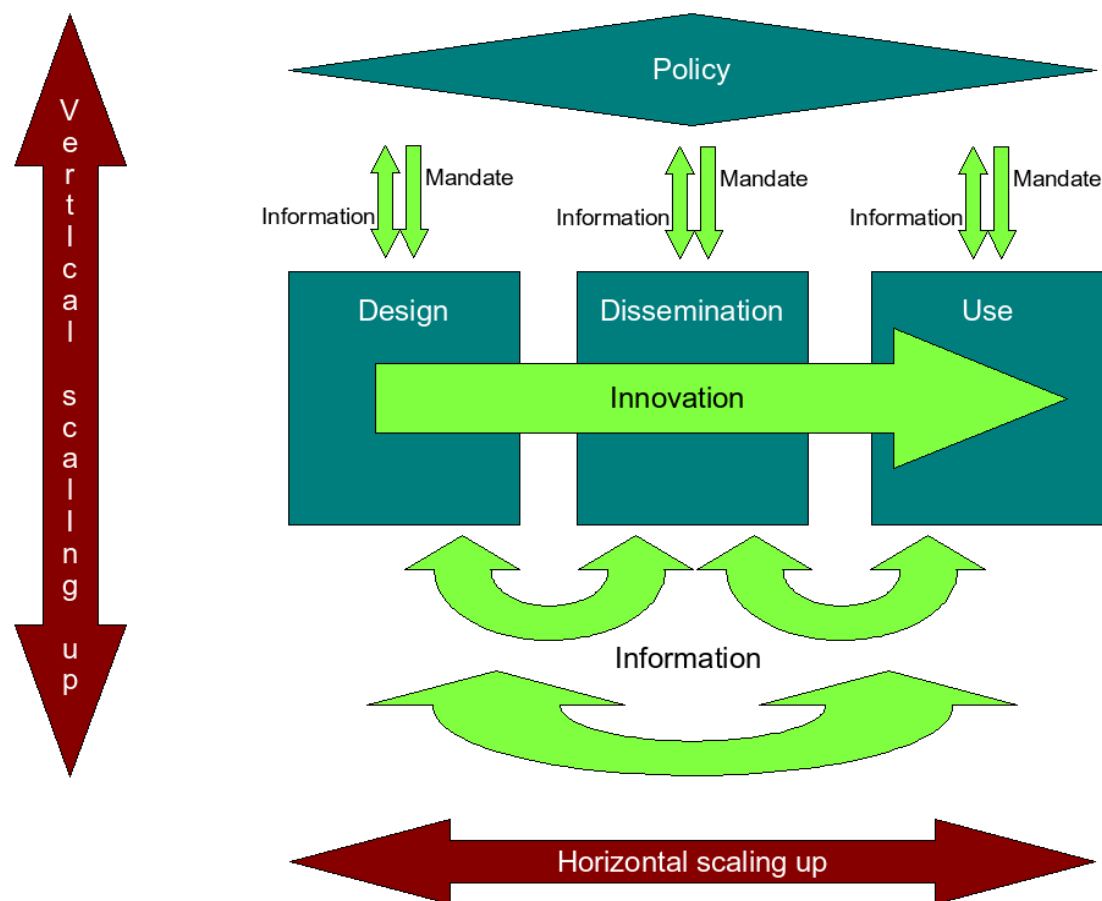 Policy
Mandate
Mandate
Mandate
Information
Information
Information
Design
Dissemination
Use
Innovation
Information
Horizontal scaling up
VertIcal scalIng up